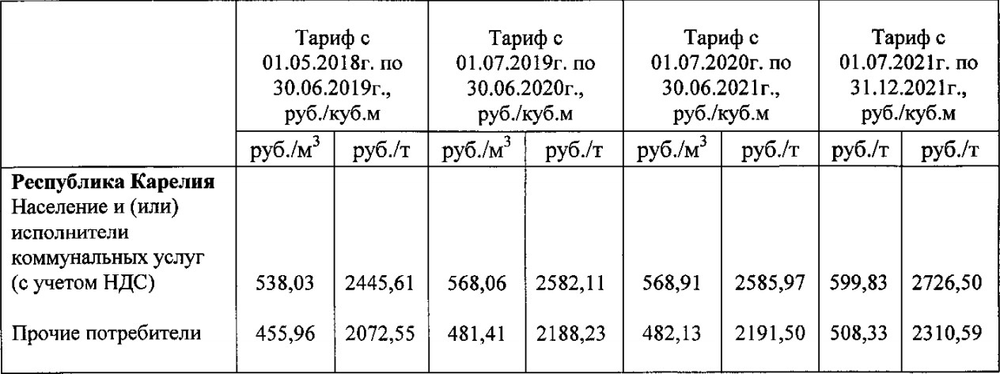 Тариф с 01.05.2018г. по 30.06.2019г., руб./куб.м
Тариф с 01.07.2019г. по 30.06.2020г., руб./куб.м
Тариф с 01.07.2020г. по 30.06.2021г., руб./куб.м
Тариф с 01.07.2021г. по 31.12.2021г., руб./куб.м
руб./м³ руб./т руб./м³ руб./т руб./м³ руб./т руб./т руб./т
Республика Карелия
Население и (или)
исполнители
коммунальных услуг
(с учетом НДС) 538,03 2445,61 568,06 2582,11 568,91 2585,97 599,83 2726,50
Прочие потребители 455,96 2072,55 481,41 2188,23 482,13 2191,50 508,33 2310,59